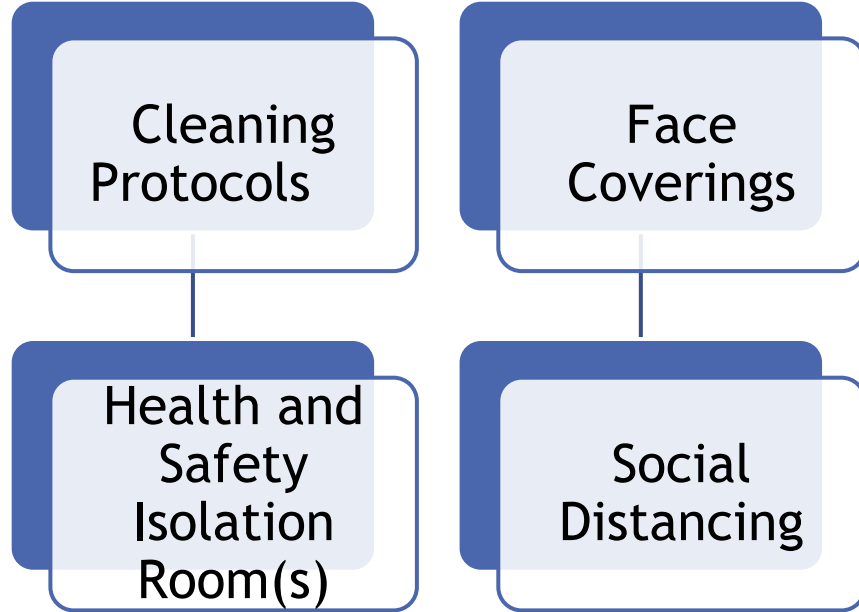 Cleaning
Protocols
Face
Coverings
Health and
Safety
Isolation
Room(s)
Social
Distancing